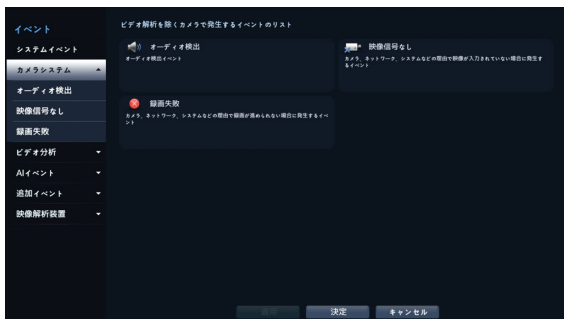 イベント
システムイベント
カメラシステム
オーディオ検出
映像信号なし
録画失敗
ビデオ分析
AIイベント
追加イベント
映像解析装置
ビデオ解析を除くカメラで発生するイベントのリスト
オーディオ検出
オーディオ検出イベント
映像信号なし
カメラ、ネットワーク、システムなどの理由で映像が入力されていない場合に発生す
るイベント
録画失敗
カメラ、ネットワーク、システムなどの理由で録画が進められない場合に発生するイベ
ント
適用
決定
キャンセル